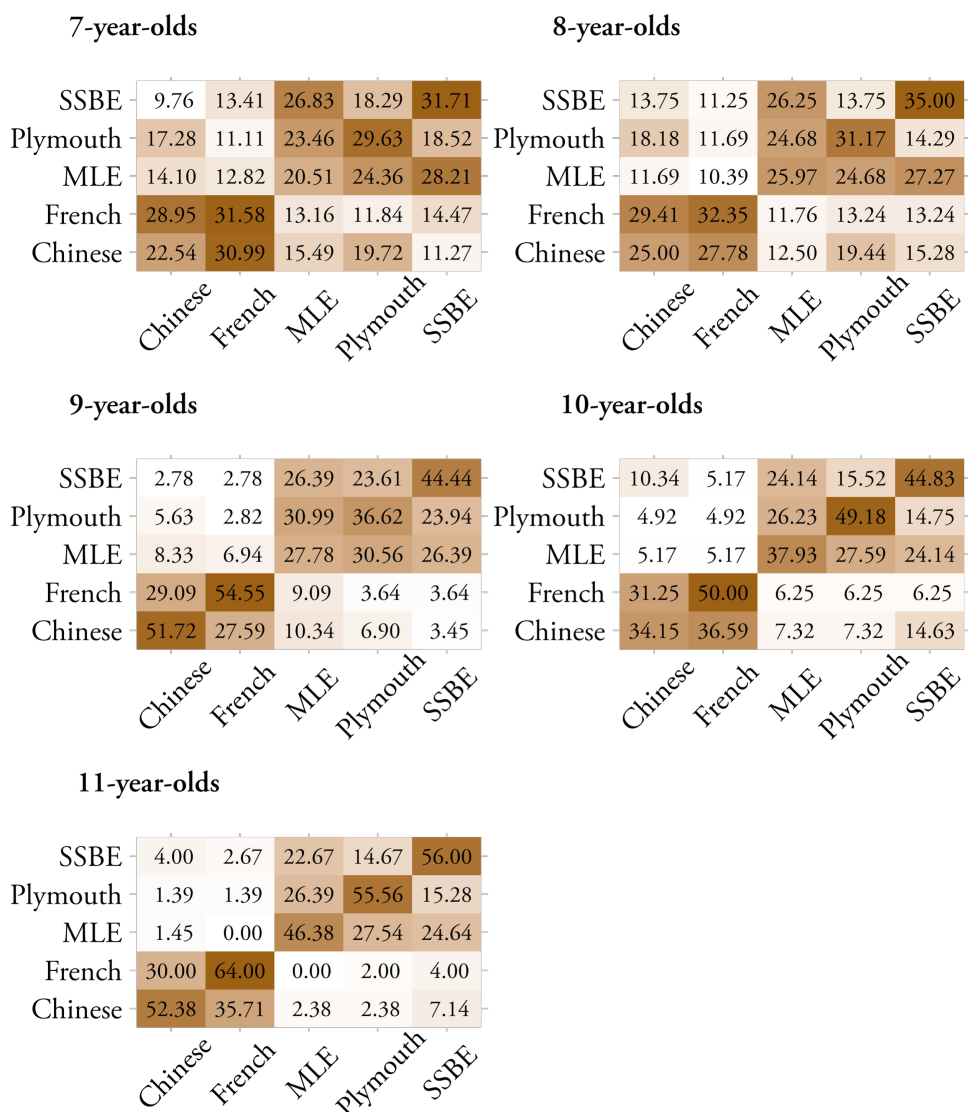 7-year-olds
SSBE 9.76 13.41 26.83 18.29 31.71
Plymouth 17.28 11.11 23.46 29.63 18.52
MLE 14.10 12.82 20.51 24.36 28.21
French 28.95 31.58 13.16 11.84 14.47
Chinese 22.54 30.99 15.49 19.72 11.27
Chinese French MLE Plymouth SSBE
8-year-olds
SSBE 13.75 11.25 26.25 13.75 35.00
Plymouth 18.18 11.69 24.68 31.17 14.29
MLE 11.69 10.39 25.97 24.68 27.27
French 29.41 32.35 11.76 13.24 13.24
Chinese 25.00 27.78 12.50 19.44 15.28
Chinese French MLE Plymouth SSBE
9-year-olds
SSBE 2.78 2.78 26.39 23.61 44.44
Plymouth 5.63 2.82 30.99 36.62 23.94
MLE 8.33 6.94 27.78 30.56 26.39
French 29.09 54.55 9.09 3.64 3.64
Chinese 51.72 27.59 10.34 6.90 3.45
Chinese French MLE Plymouth SSBE
10-year-olds
SSBE 10.34 5.17 24.14 15.52 44.83
Plymouth 4.92 4.92 26.23 49.18 14.75
MLE 5.17 5.17 37.93 27.59 24.14
French 31.25 50.00 6.25 6.25 6.25
Chinese 34.15 36.59 7.32 7.32 14.63
Chinese French MLE Plymouth SSBE
11-year-olds
SSBE 4.00 2.67 22.67 14.67 56.00
Plymouth 1.39 1.39 26.39 55.56 15.28
MLE 1.45 0.00 46.38 27.54 24.64
French 30.00 64.00 0.00 2.00 4.00
Chinese 52.38 35.71 2.38 2.38 7.14
Chinese French MLE Plymouth SSBE